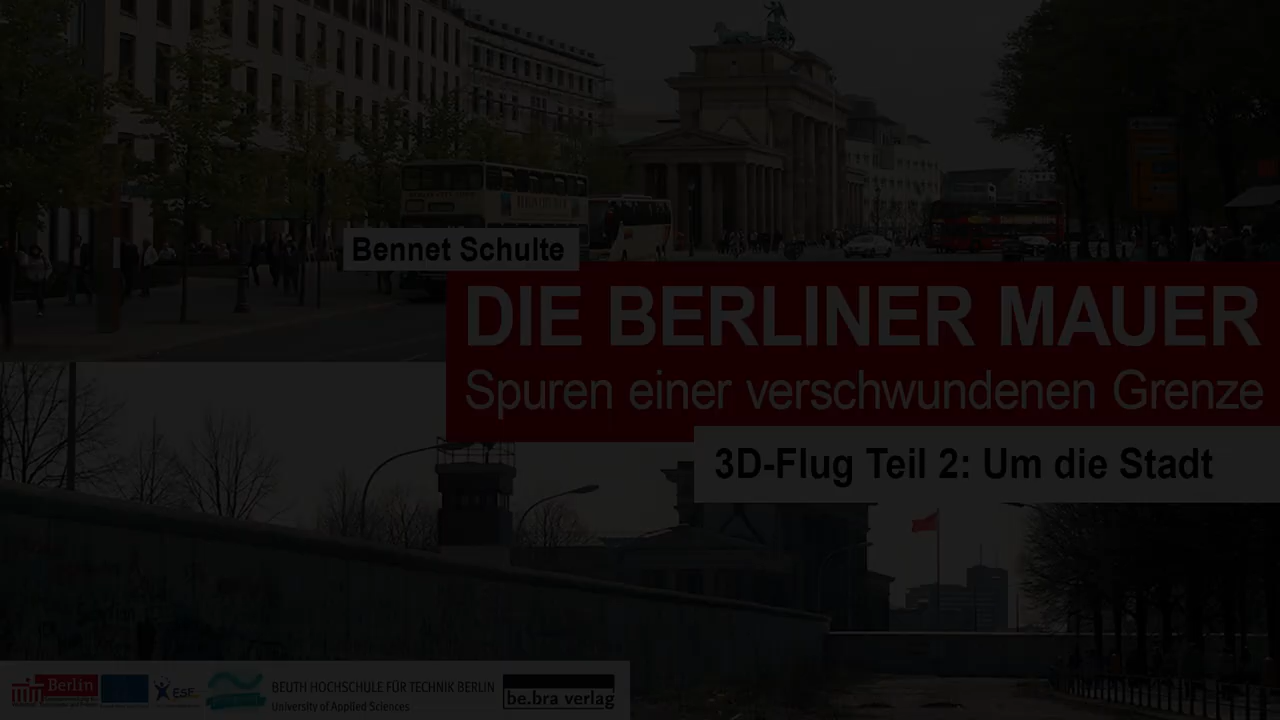 Bennet Schulte
DIE BERLINER MAUER
Spuren einer verschwundenen Grenze
3D-Flug Teil 2: Um die Stadt
Berlin
ESF
BEUTH HOCHSCHULE FÜR TECHNIK BERLIN
University of Applied Sciences
be.bra verlag